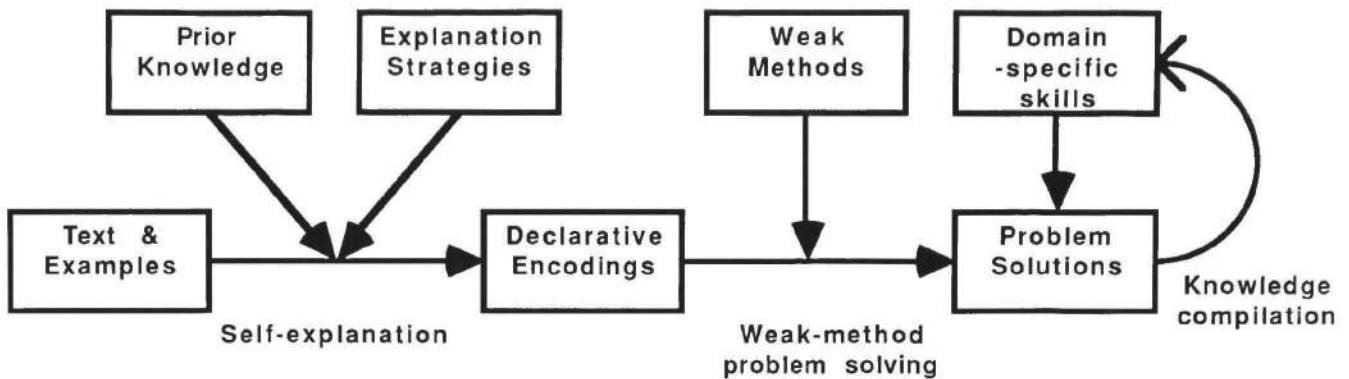 Prior
Knowledge
Explanation
Strategies
Weak
Methods
Domain
-specific
skills
Text &
Examples
Declarative
Encodings
Problem
Solutions
Self-explanation
Weak-method
problem solving
Knowledge
compilation